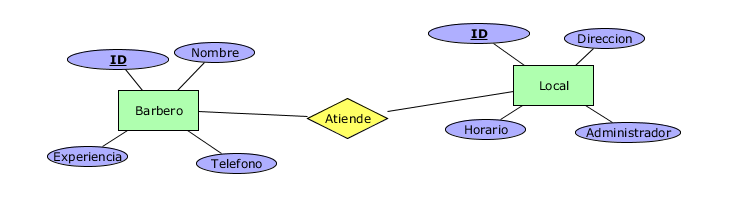 ID
Nombre
Barbero
Experiencia
Telefono
Atiende
ID
Direccion
Local
Horario
Administrador